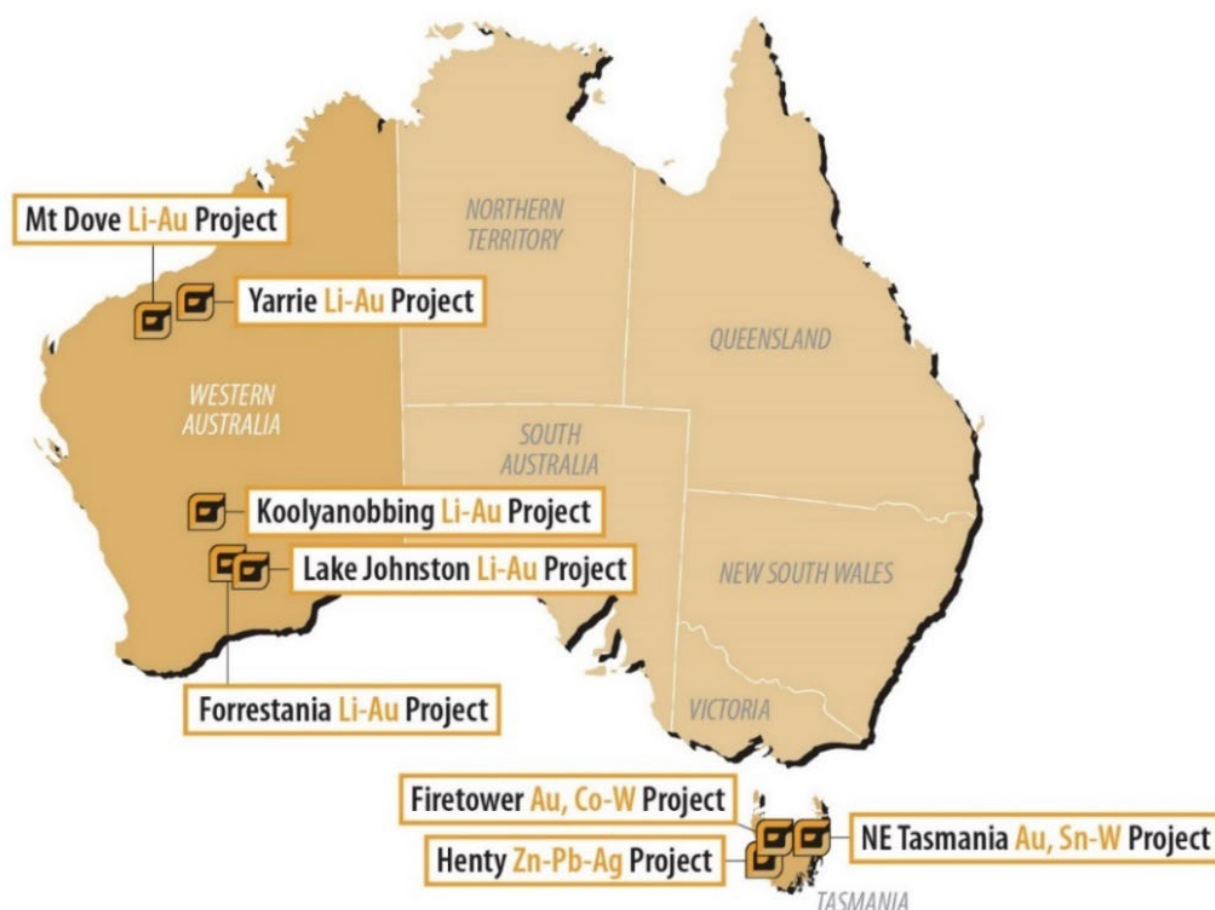 NORTHERN
TERRITORY
Mt Dove Li-Au Project
Yarrie Li-Au Project
QUEENSLAND
WESTERN
AUSTRALIA
SOUTH
AUSTRALIA
Koolyanobbing Li-Au Project
Lake Johnston Li-Au Project
NEW SOUTH WALES
Forrestania Li-Au Project
VICTORIA
Firetower Au, Co-W Project
NE Tasmania Au, Sn-W Project
Henty Zn-Pb-Ag Project
TASMANIA